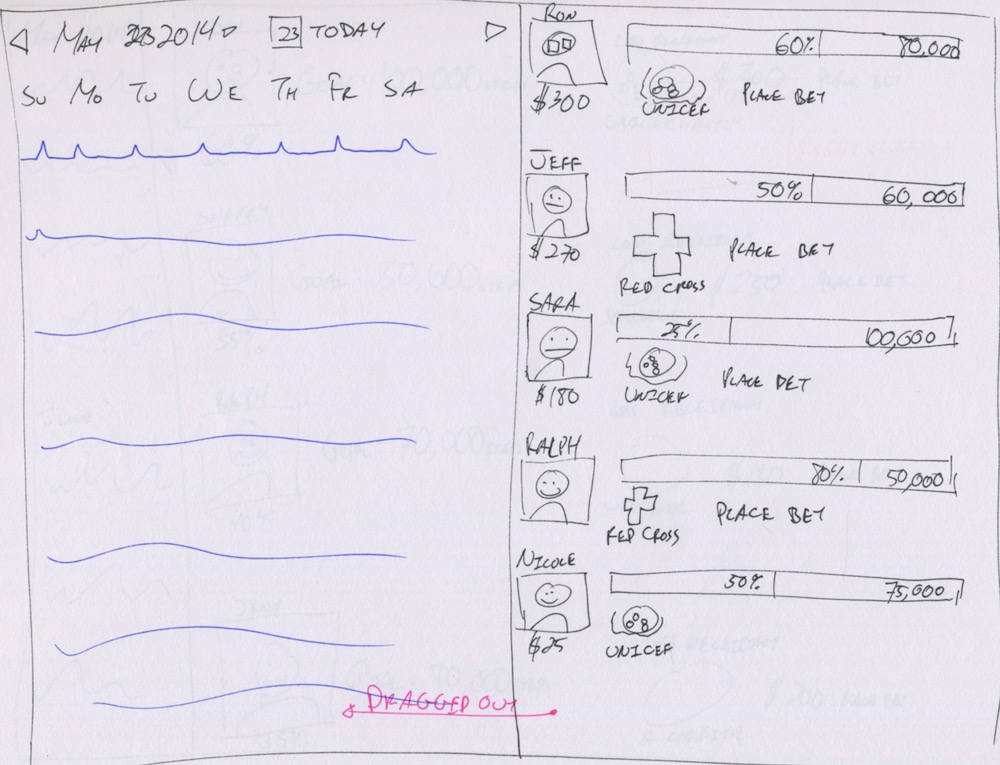 MAY 23 2014 23 TODAY
SU MO TU WE TH FR SA
DRAGGED OUT
RON
60% 80,000
$300 UNICEF PLACE BET
JEFF
50% 60,000
$270 RED CROSS PLACE BET
SARA
25% 100,000
$180 UNICEF PLACE BET
RALPH
80% 50,000
RED CROSS PLACE BET
NICOLE
50% 75,000
$25 UNICEF